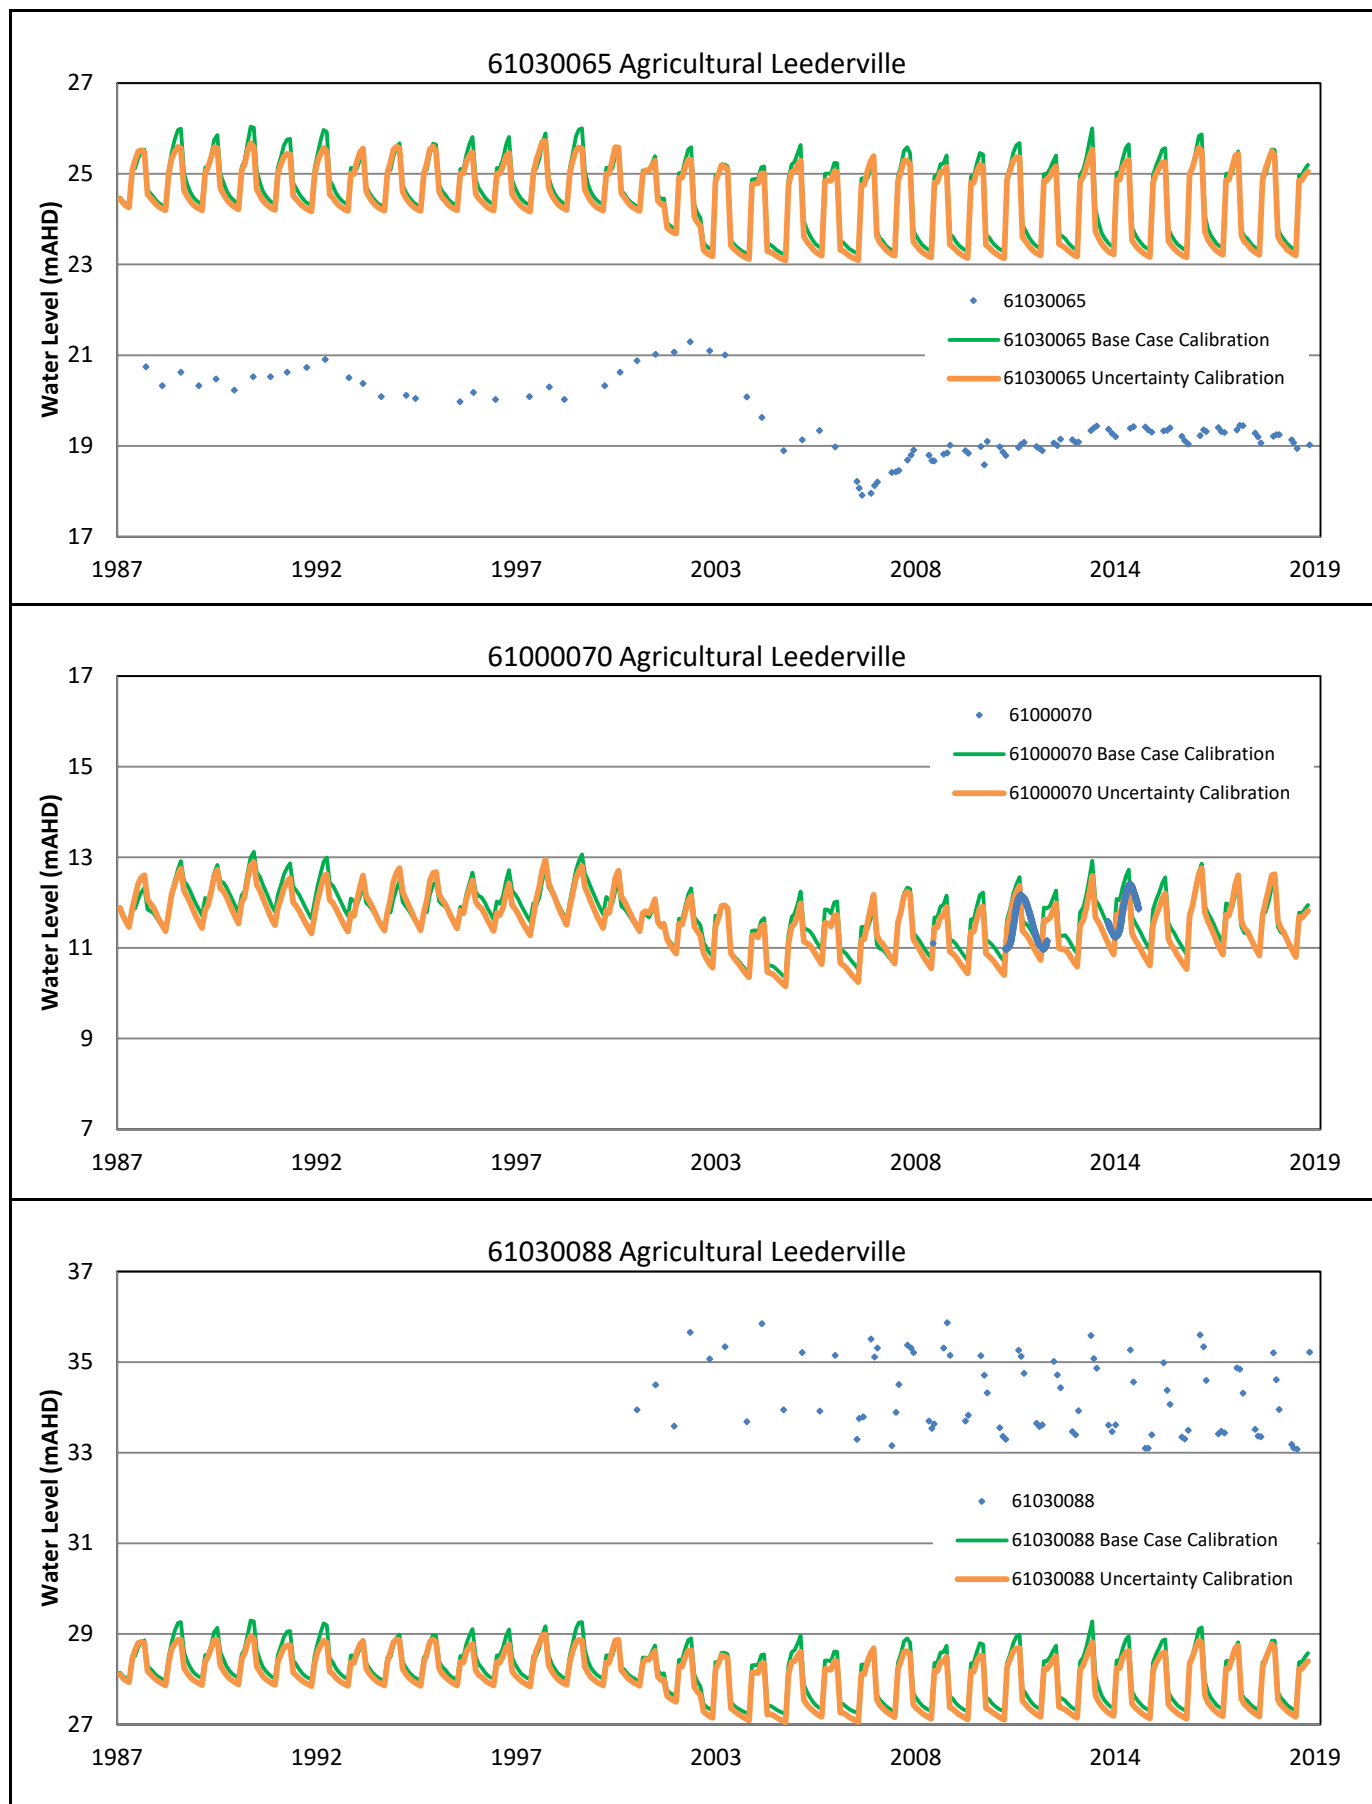 61030065 Agricultural Leederville
27
25
23
21
19
17
Water Level (mAHD)
61030065
61030065 Base Case Calibration
61030065 Uncertainty Calibration
1987 1992 1997 2003 2008 2014 2019
61000070 Agricultural Leederville
17
15
13
11
9
7
Water Level (mAHD)
61000070
61000070 Base Case Calibration
61000070 Uncertainty Calibration
1987 1992 1997 2003 2008 2014 2019
61030088 Agricultural Leederville
37
35
33
31
29
27
Water Level (mAHD)
61030088
61030088 Base Case Calibration
61030088 Uncertainty Calibration
1987 1992 1997 2003 2008 2014 2019